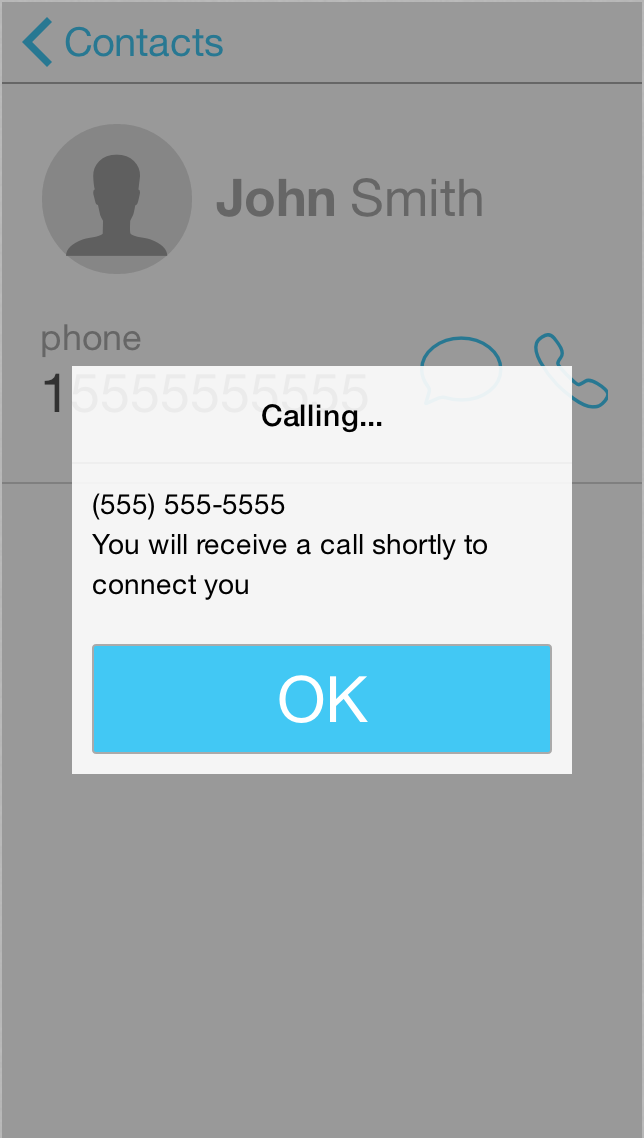 Contacts
John Smith
phone
15555555555
Calling...
(555) 555-5555
You will receive a call shortly to
connect you
OK